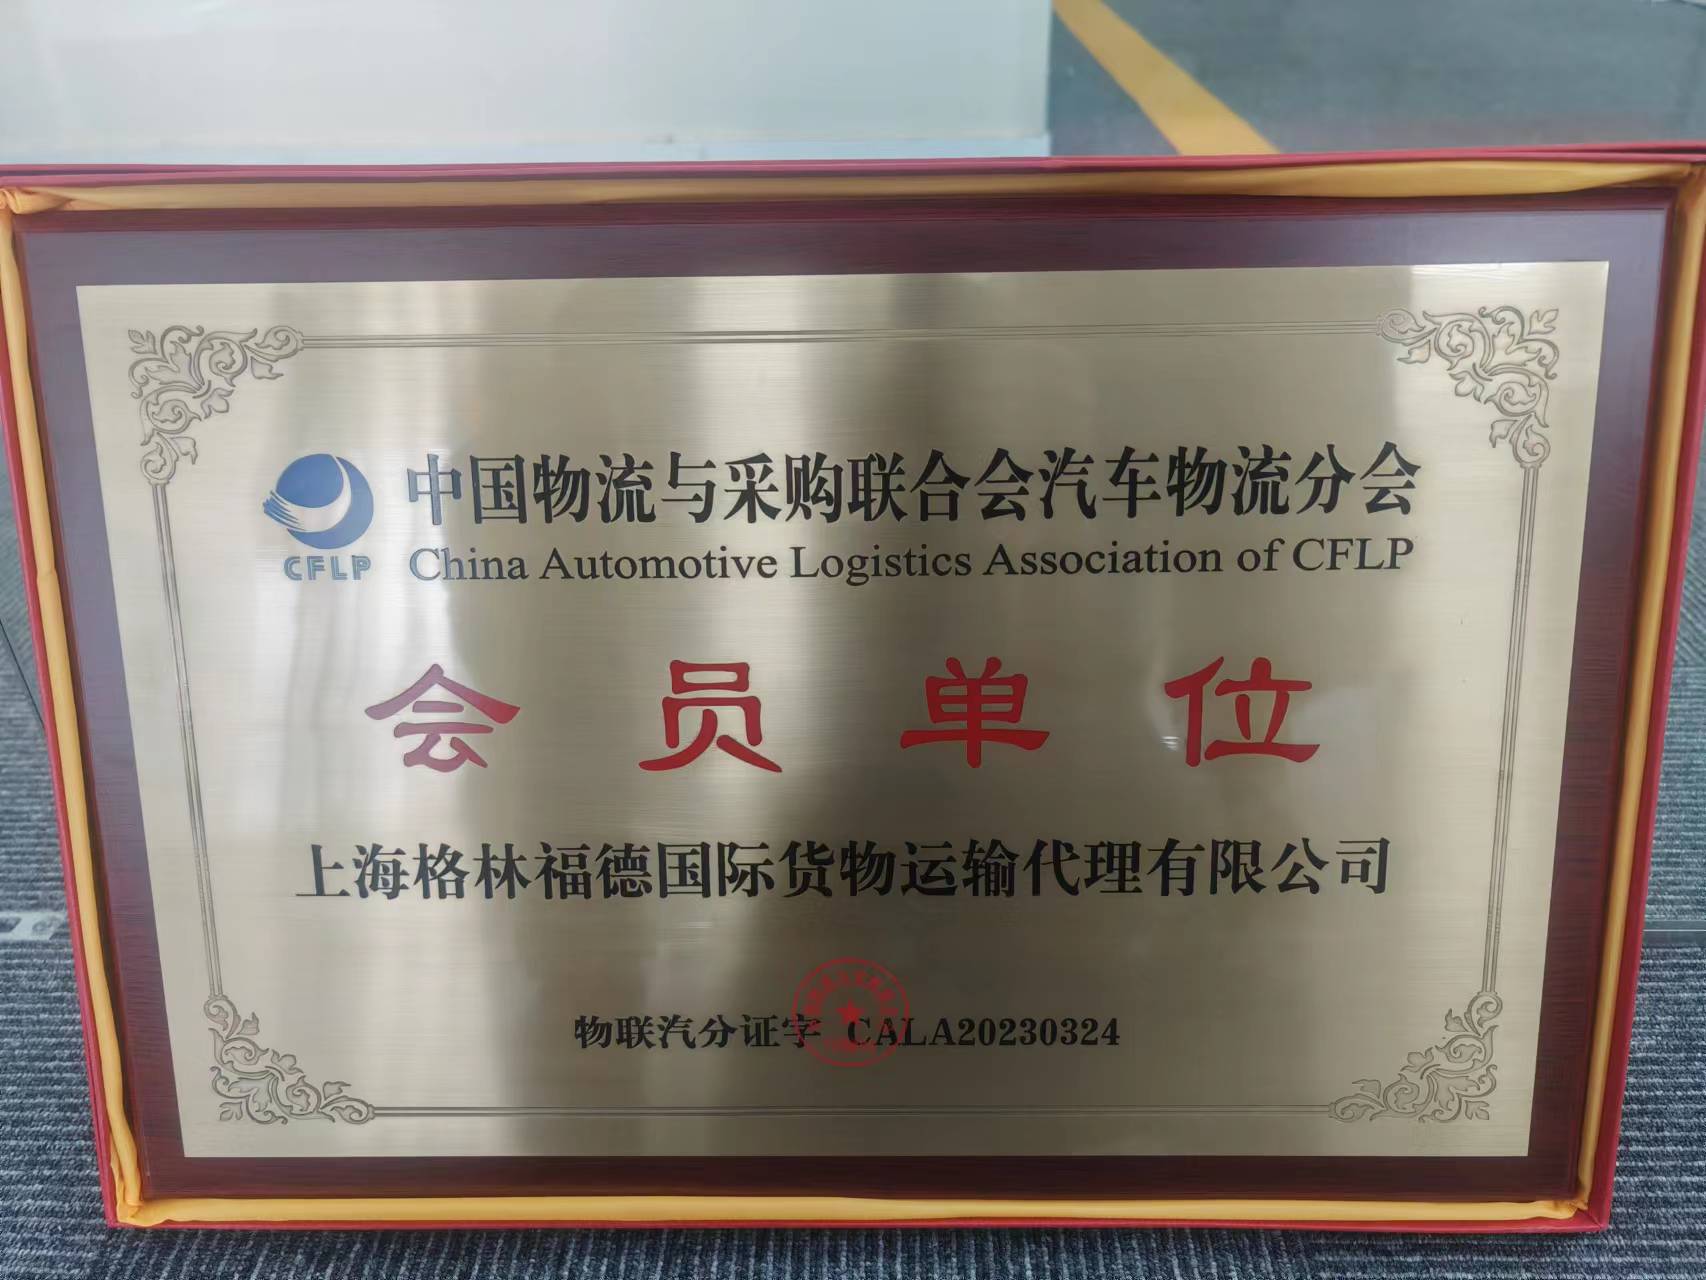 中国物流与采购联合会汽车物流分会
CFLP
China Automotive Logistics Association of CFLP
会员单位
上海格林福德国际货物运输代理有限公司
物联汽分证字 CALA20230324